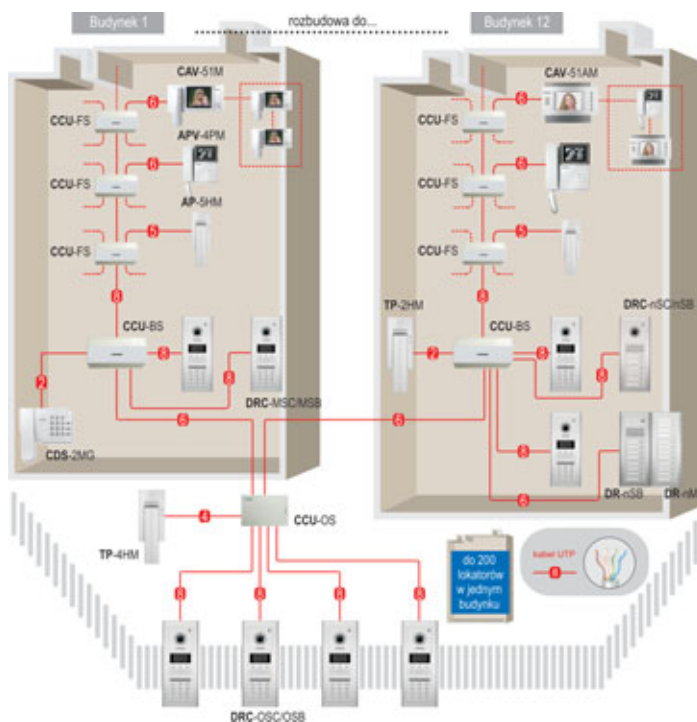 Budynek 1
rozbudowa do...
Budynek 12
CAV-51M
CAV-51AM
6
6
CCU-FS
CCU-FS
APV-4PM
6
6
CCU-FS
CCU-FS
AP-5HM
5
5
CCU-FS
CCU-FS
8
8
TP-2HM
DRC-nSC/nSB
CCU-BS
CCU-BS
8
2
8
2
8
8
DRC-MSC/MSB
6
6
8
CDS-2MG
6
DR-nSB
DR-nM
4
CCU-OS
TP-4HM
do 200
lokatorów
w jednym
budynku
kabel UTP
8
8
8
8
8
DRC-OSC/OSB